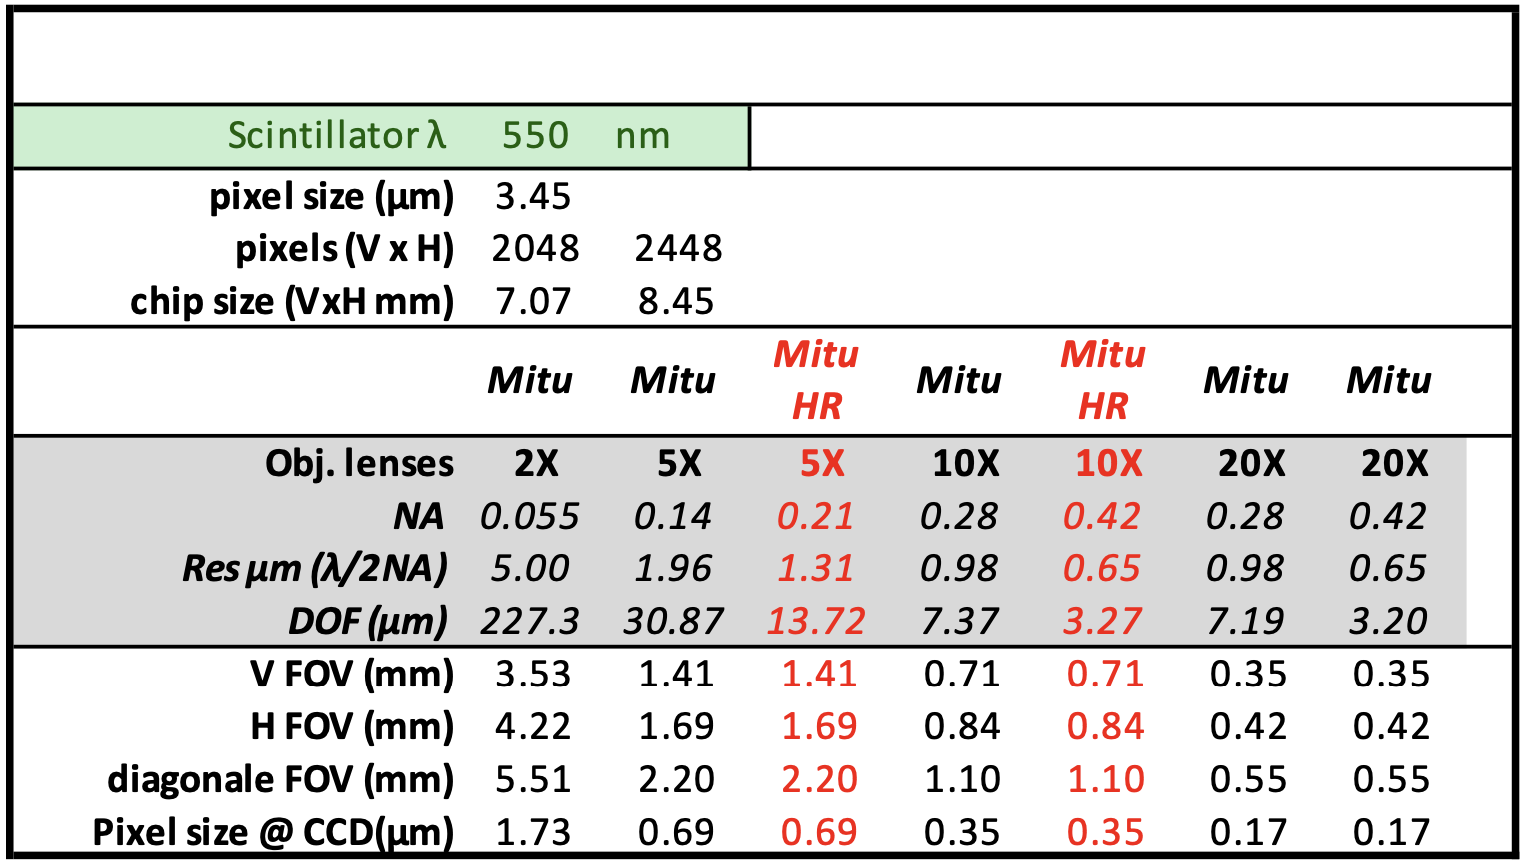 Scintillator λ 550 nm
pixel size (µm) 3.45
pixels (V x H) 2048 2448
chip size (VxH mm) 7.07 8.45
Mitu Mitu Mitu HR Mitu Mitu HR Mitu Mitu
Obj. lenses 2X 5X 5X 10X 10X 20X 20X
NA 0.055 0.14 0.21 0.28 0.42 0.28 0.42
Res µm (λ/2NA) 5.00 1.96 1.31 0.98 0.65 0.98 0.65
DOF (µm) 227.3 30.87 13.72 7.37 3.27 7.19 3.20
V FOV (mm) 3.53 1.41 1.41 0.71 0.71 0.35 0.35
H FOV (mm) 4.22 1.69 1.69 0.84 0.84 0.42 0.42
diagonale FOV (mm) 5.51 2.20 2.20 1.10 1.10 0.55 0.55
Pixel size @ CCD(µm) 1.73 0.69 0.69 0.35 0.35 0.17 0.17